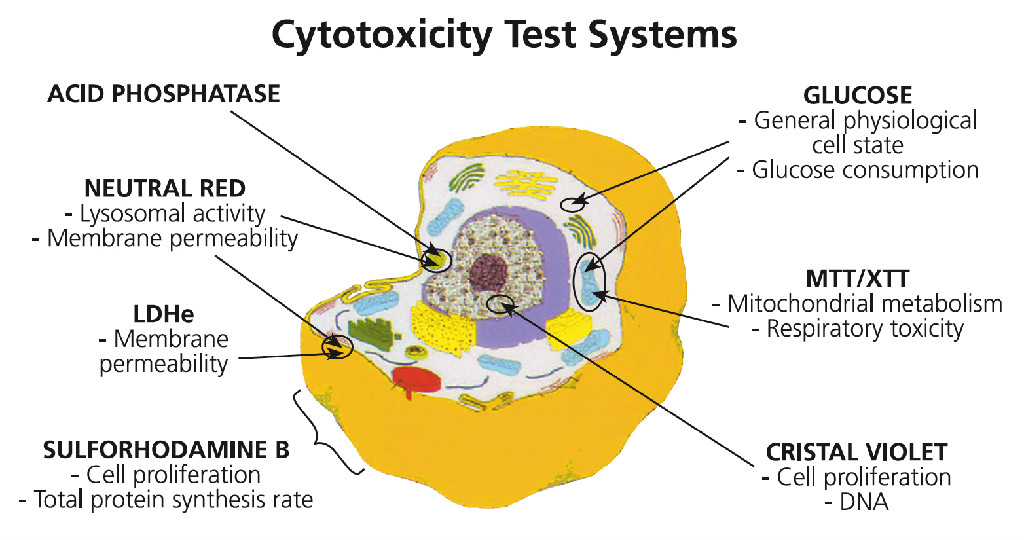 Cytotoxicity Test Systems
ACID PHOSPHATASE
NEUTRAL RED
- Lysosomal activity
- Membrane permeability
LDHe
- Membrane
permeability
SULFORHODAMINE B
- Cell proliferation
- Total protein synthesis rate
GLUCOSE
- General physiological
cell state
- Glucose consumption
MTT/XTT
- Mitochondrial metabolism
- Respiratory toxicity
CRISTAL VIOLET
- Cell proliferation
- DNA